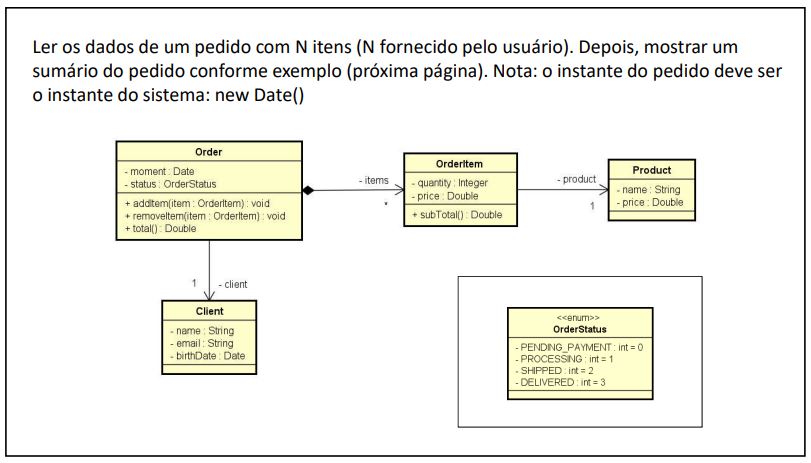 Ler os dados de um pedido com N itens (N fornecido pelo usuário). Depois, mostrar um
sumário do pedido conforme exemplo (próxima página). Nota: o instante do pedido deve ser
o instante do sistema: new Date()
Order
- moment : Date
- status : OrderStatus
+ addItem(item : OrderItem) : void
+ removeItem(item : OrderItem) : void
+ total() : Double
- items
*
OrderItem
- quantity : Integer
- price : Double
+ subTotal() : Double
- product
1
Product
- name : String
- price : Double
1 - client
Client
- name : String
- email : String
- birthDate : Date
<<enum>>
OrderStatus
- PENDING_PAYMENT : int = 0
- PROCESSING : int = 1
- SHIPPED : int = 2
- DELIVERED : int = 3